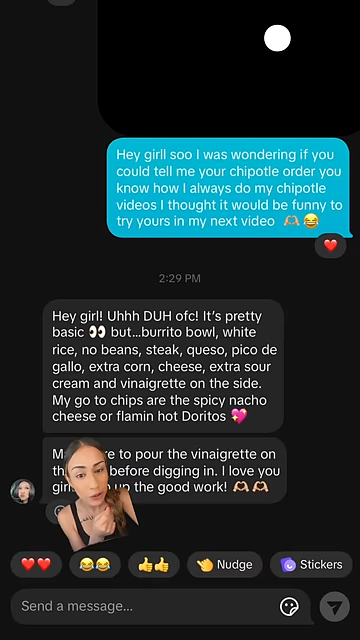 Hey girll soo I was wondering if you
could tell me your chipotle order you
know how I always do my chipotle
videos I thought it would be funny to
try yours in my next video 🫶🏼😂
❤️
2:29 PM
Hey girl! Uhhh DUH ofc! It’s pretty
basic 👀 but…burrito bowl, white
rice, no beans, steak, queso, pico de
gallo, extra corn, cheese, extra sour
cream and vinaigrette on the side.
My go to chips are the spicy nacho
cheese or flamin hot Doritos 💖
to pour the vinaigrette on
before digging in. I love you
up the good work! 🫶🏼🫶🏼
❤️❤️ 😂😂 👍👍 👈 Nudge Stickers
Send a message...